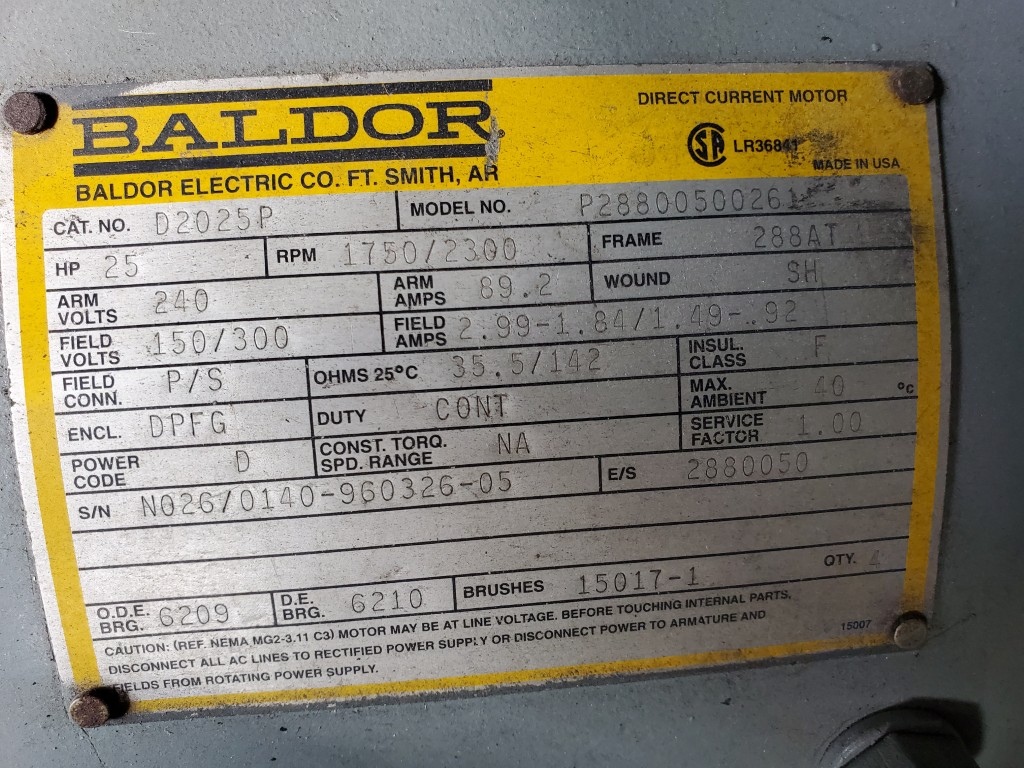 BALDOR
DIRECT CURRENT MOTOR
SA LR36841
MADE IN USA
BALDOR ELECTRIC CO. FT. SMITH, AR
CAT. NO. D2025P MODEL NO. P2880050026
HP 25 RPM 1750/2300 FRAME 288AT
ARM VOLTS 240 ARM AMPS 89.2 WOUND SH
FIELD VOLTS 150/300 FIELD AMPS 2.99-1.84/1.49-.92
FIELD CONN. P/S OHMS 25°C 35.5/142 INSUL. CLASS F
ENCL. DPFG DUTY CONT MAX. AMBIENT 40 °C
POWER CODE D CONST. TORQ. SPD. RANGE NA SERVICE FACTOR 1.00
S/N N026/0140-960326-05 E/S 2880050
O.D.E. BRG. 6209 D.E. BRG. 6210 BRUSHES 15017-1 QTY. 4
CAUTION: (REF. NEMA MG2-3.11 C3) MOTOR MAY BE AT LINE VOLTAGE. BEFORE TOUCHING INTERNAL PARTS,
DISCONNECT ALL AC LINES TO RECTIFIED POWER SUPPLY OR DISCONNECT POWER TO ARMATURE AND
FIELDS FROM ROTATING POWER SUPPLY.
15007